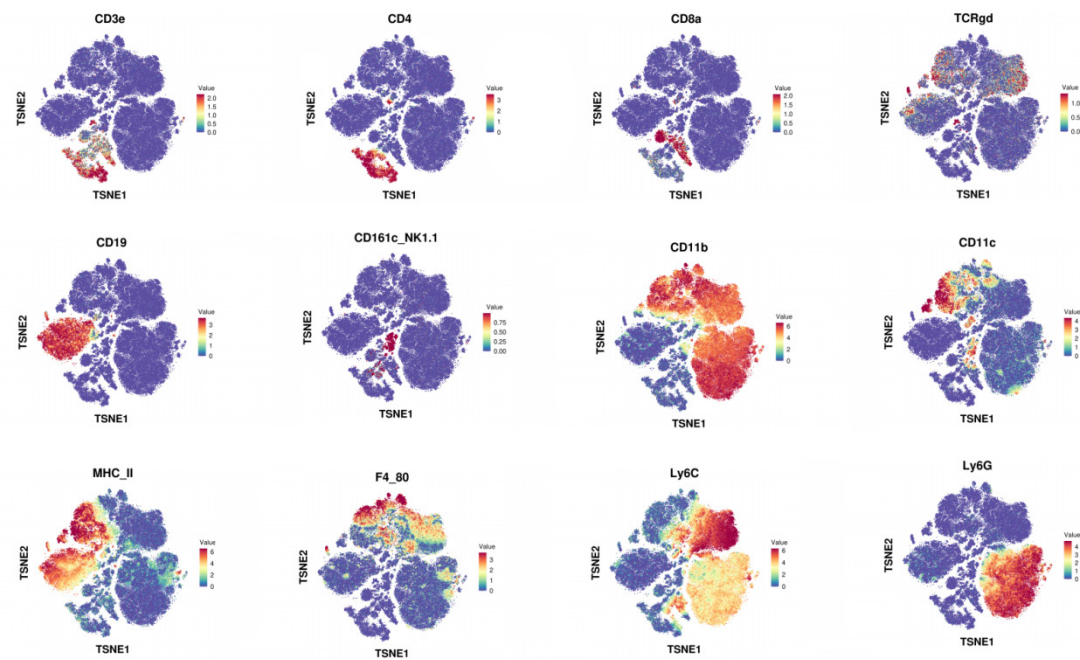 CD3e
TSNE2
Value
2.0
1.5
1.0
0.5
0.0
TSNE1
CD4
TSNE2
Value
3
2
1
0
TSNE1
CD8a
TSNE2
Value
2.0
1.5
1.0
0.5
0.0
TSNE1
TCRgd
TSNE2
Value
1.0
0.5
0.0
TSNE1
CD19
TSNE2
Value
3
2
1
0
TSNE1
CD161c_NK1.1
TSNE2
Value
0.75
0.50
0.25
0.00
TSNE1
CD11b
TSNE2
Value
6
4
2
0
TSNE1
CD11c
TSNE2
Value
4
3
2
1
0
TSNE1
MHC_II
TSNE2
Value
6
4
2
0
TSNE1
F4_80
TSNE2
Value
3
2
1
0
TSNE1
Ly6C
TSNE2
Value
6
4
2
0
TSNE1
Ly6G
TSNE2
Value
4
3
2
1
0
TSNE1